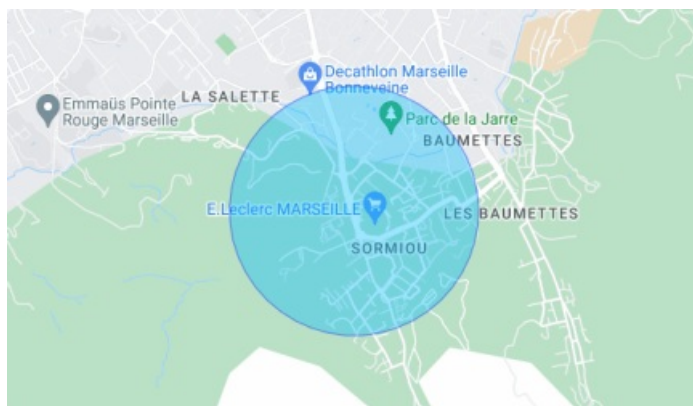 Decathlon Marseille
Bonneveine
LA SALETTE
Emmaüs Pointe
Rouge Marseille
Parc de la Jarre
BAUMETTES
E.Leclerc MARSEILLE
LES BAUMETTES
SORMIOU